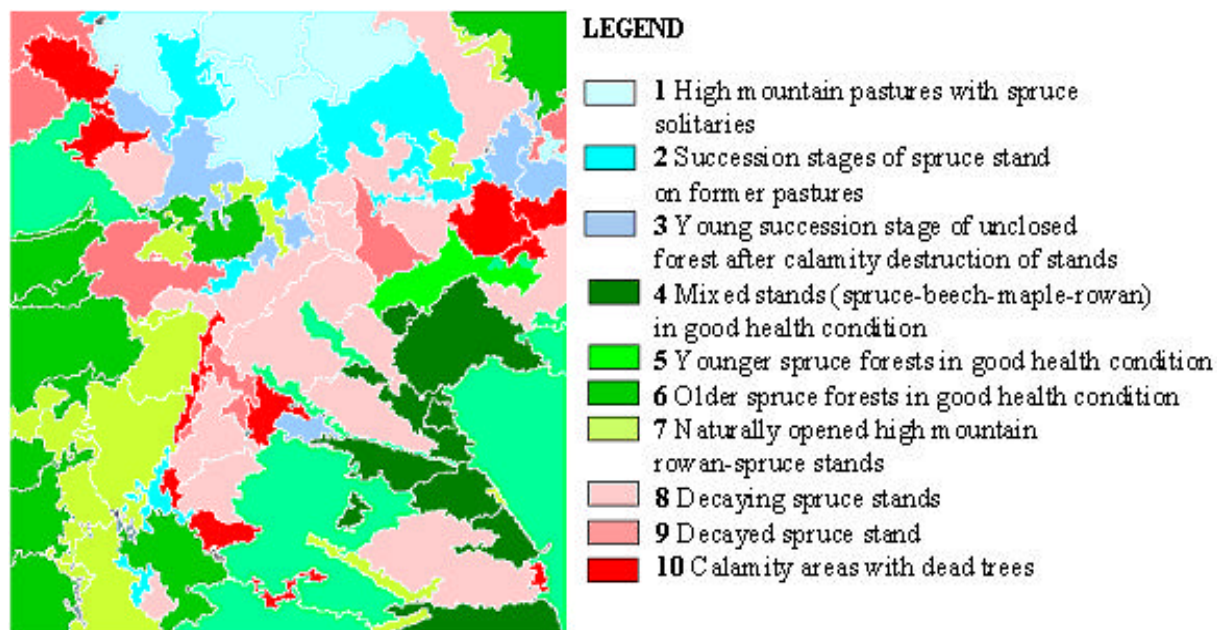 LEGEND
1 High mountain pastures with spruce
solitaries
2 Succession stages of spruce stand
on former pastures
3 Young succession stage of unclosed
forest after calamity destruction of stands
4 Mixed stands (spruce-beech-maple-rowan)
in good health condition
5 Younger spruce forests in good health condition
6 Older spruce forests in good health condition
7 Naturally opened high mountain
rowan-spruce stands
8 Decaying spruce stands
9 Decayed spruce stand
10 Calamity areas with dead trees